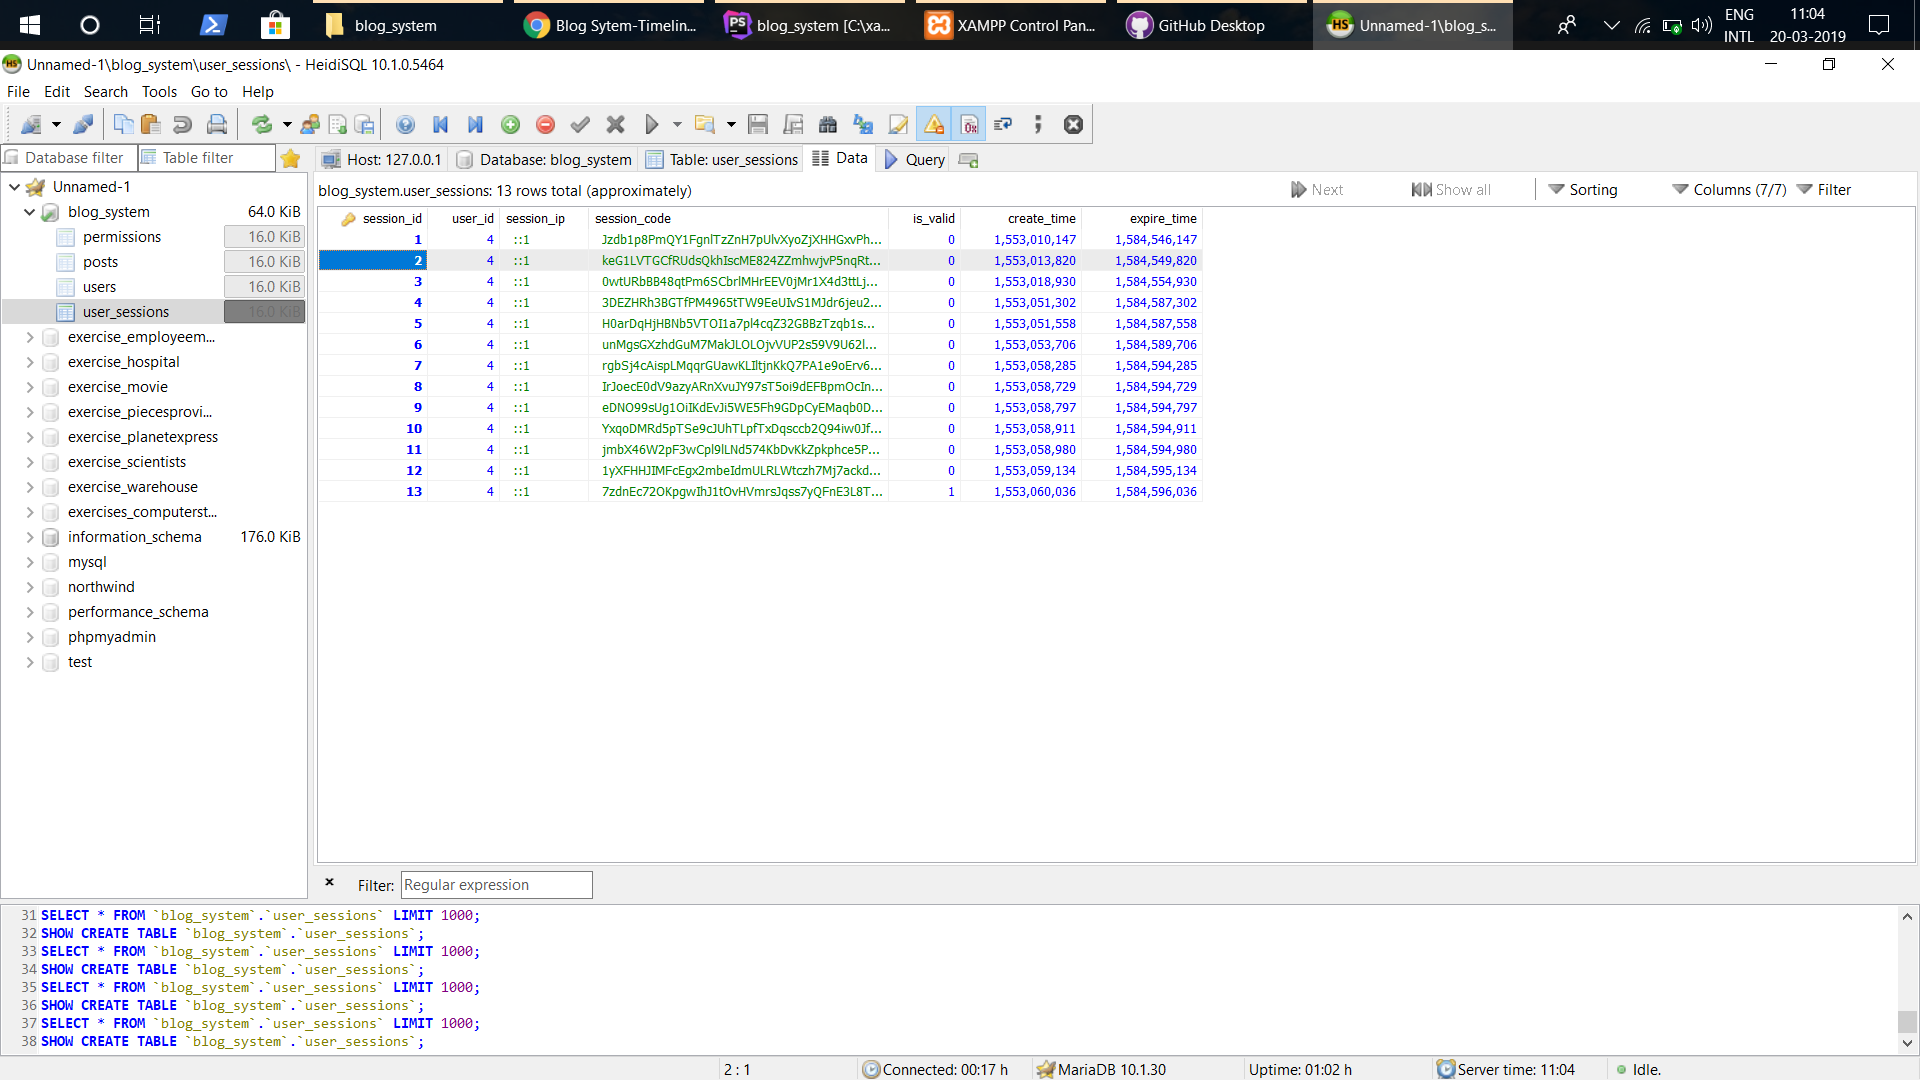 blog_system
Blog Sytem-Timelin...
blog_system [C:\xa...
XAMPP Control Pan...
GitHub Desktop
Unnamed-1\blog_s...
ENG
INTL
11:04
20-03-2019
Unnamed-1\blog_system\user_sessions\ - HeidiSQL 10.1.0.5464
File Edit Search Tools Go to Help
Database filter
Table filter
Host: 127.0.0.1
Database: blog_system
Table: user_sessions
Data
Query
Unnamed-1
blog_system 64.0 KiB
permissions 16.0 KiB
posts 16.0 KiB
users 16.0 KiB
user_sessions 16.0 KiB
exercise_employeem...
exercise_hospital
exercise_movie
exercise_piecesprovi...
exercise_planetexpress
exercise_scientists
exercise_warehouse
exercises_computerst...
information_schema 176.0 KiB
mysql
northwind
performance_schema
phpmyadmin
test
blog_system.user_sessions: 13 rows total (approximately)
Next Show all Sorting Columns (7/7) Filter
session_id user_id session_ip session_code is_valid create_time expire_time
1 4 ::1 Jzdb1p8PmQY1FgnlTzZnH7pUlvXyoZjXHHGxvPh... 0 1,553,010,147 1,584,546,147
2 4 ::1 keG1LVTGCfRUdsQkhIscME824ZZmhwjvP5nqRt... 0 1,553,013,820 1,584,549,820
3 4 ::1 0wtURbBB48qtPm6SCbrlMHrEEV0jMr1X4d3ttLj... 0 1,553,018,930 1,584,554,930
4 4 ::1 3DEZHRh3BGTfPM4965tTW9EeUIvS1MJdr6jeu2... 0 1,553,051,302 1,584,587,302
5 4 ::1 H0arDqHjHBNb5VTOI1a7pl4cqZ32GBBzTzqb1s... 0 1,553,051,558 1,584,587,558
6 4 ::1 unMgsGXzhdGuM7MakJLOLOjvVUP2s59V9U62l... 0 1,553,053,706 1,584,589,706
7 4 ::1 rgbSj4cAispLMqqrGUawKLIltjnKkQ7PA1e9oErv6... 0 1,553,058,285 1,584,594,285
8 4 ::1 IrJoecE0dV9azyARnXvuJY97sT5oi9dEFBpmOcIn... 0 1,553,058,729 1,584,594,729
9 4 ::1 eDNO99sUg1OiIKdEvJi5WE5Fh9GDpCyEMaqb0D... 0 1,553,058,797 1,584,594,797
10 4 ::1 YxqoDMRd5pTSe9cJUhTLpfTxDqsccb2Q94iw0Jf... 0 1,553,058,911 1,584,594,911
11 4 ::1 jmbX46W2pF3wCpl9lLNd574KbDvKkZpkphce5P... 0 1,553,058,980 1,584,594,980
12 4 ::1 1yXFHHJIMFcEgx2mbeIdmULRLWtczh7Mj7ackd... 0 1,553,059,134 1,584,595,134
13 4 ::1 7zdnEc72OKpgwIhJ1tOvHVmrsJqss7yQFnE3L8T... 1 1,553,060,036 1,584,596,036
Filter: Regular expression
31 SELECT * FROM `blog_system`.`user_sessions` LIMIT 1000;
32 SHOW CREATE TABLE `blog_system`.`user_sessions`;
33 SELECT * FROM `blog_system`.`user_sessions` LIMIT 1000;
34 SHOW CREATE TABLE `blog_system`.`user_sessions`;
35 SELECT * FROM `blog_system`.`user_sessions` LIMIT 1000;
36 SHOW CREATE TABLE `blog_system`.`user_sessions`;
37 SELECT * FROM `blog_system`.`user_sessions` LIMIT 1000;
38 SHOW CREATE TABLE `blog_system`.`user_sessions`;
2 : 1
Connected: 00:17 h
MariaDB 10.1.30
Uptime: 01:02 h
Server time: 11:04
Idle.